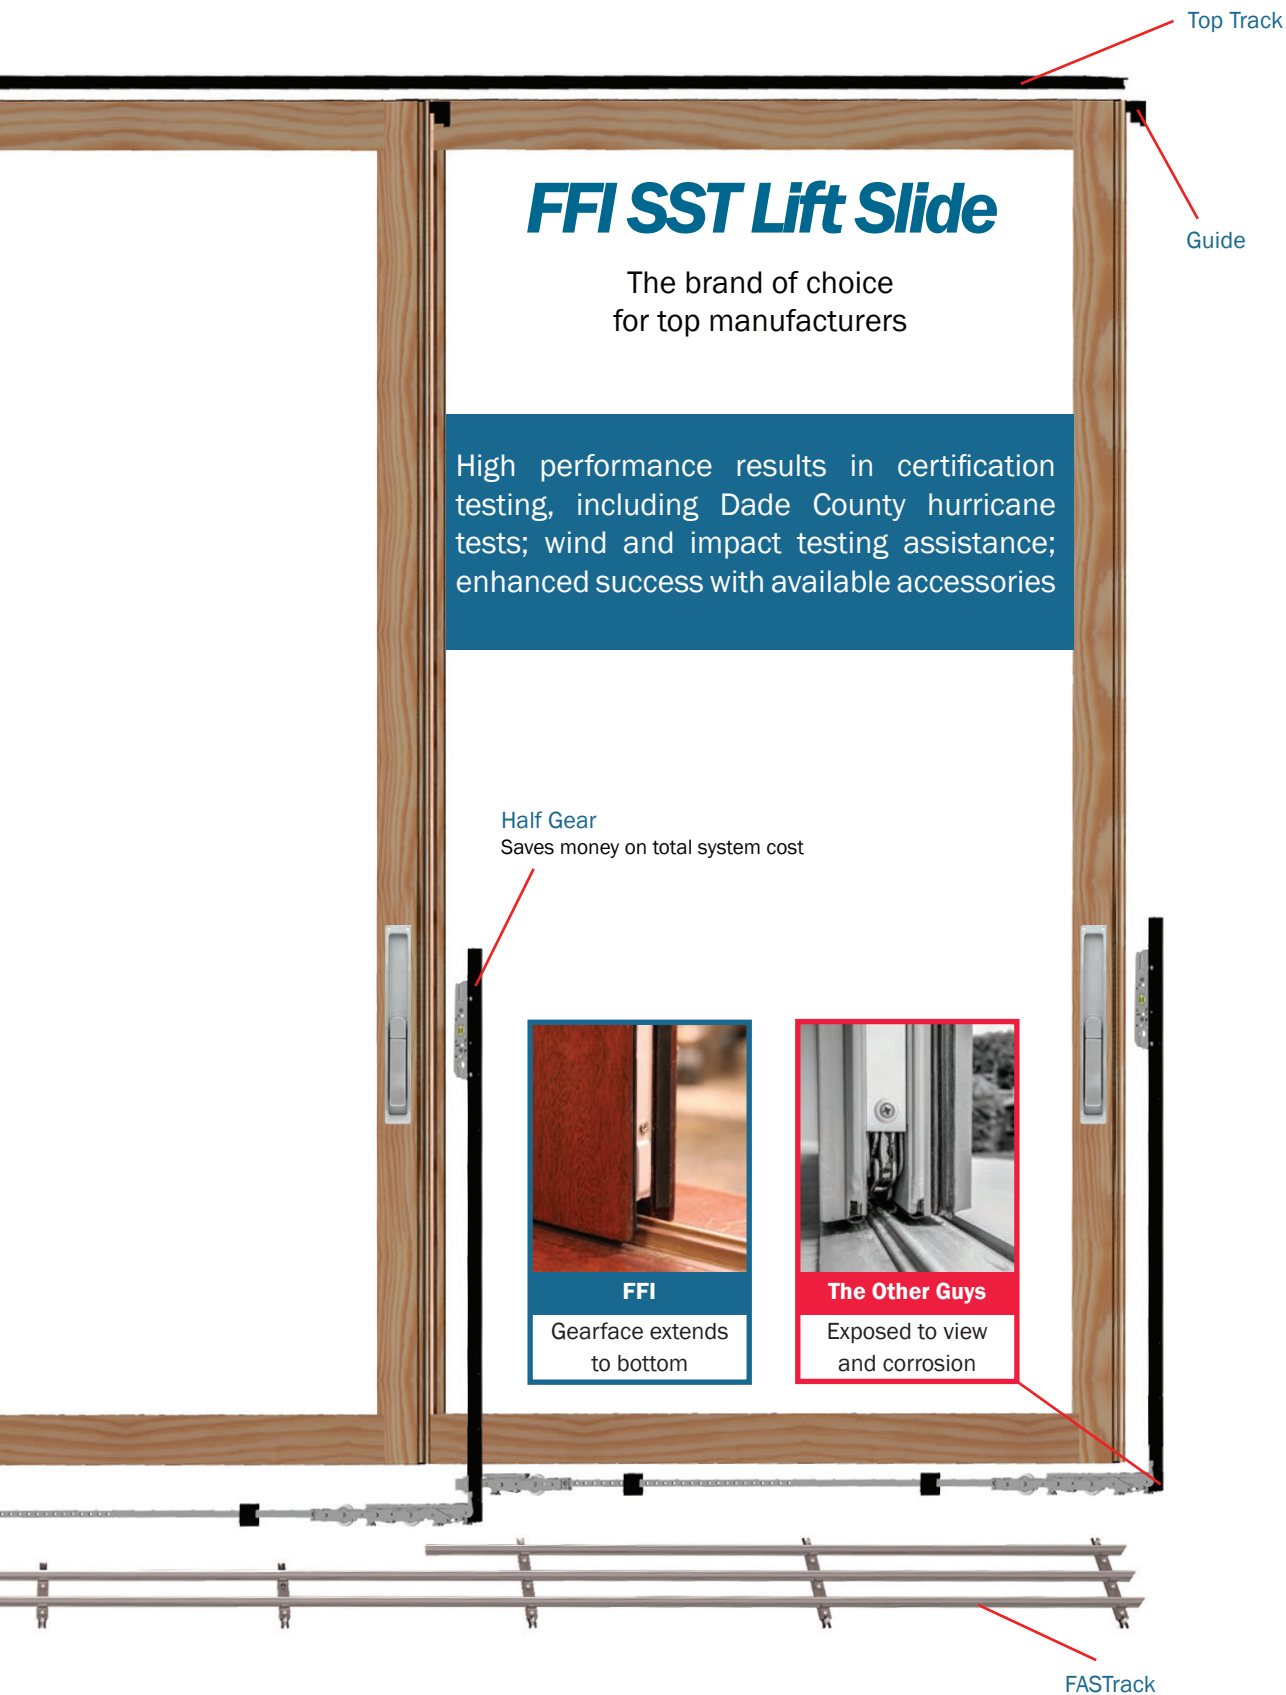 Top Track
Guide
FFI SST Lift Slide
The brand of choice
for top manufacturers
High performance results in certification
testing, including Dade County hurricane
tests; wind and impact testing assistance;
enhanced success with available accessories
Half Gear
Saves money on total system cost
FFI
Gearface extends
to bottom
The Other Guys
Exposed to view
and corrosion
FASTrack